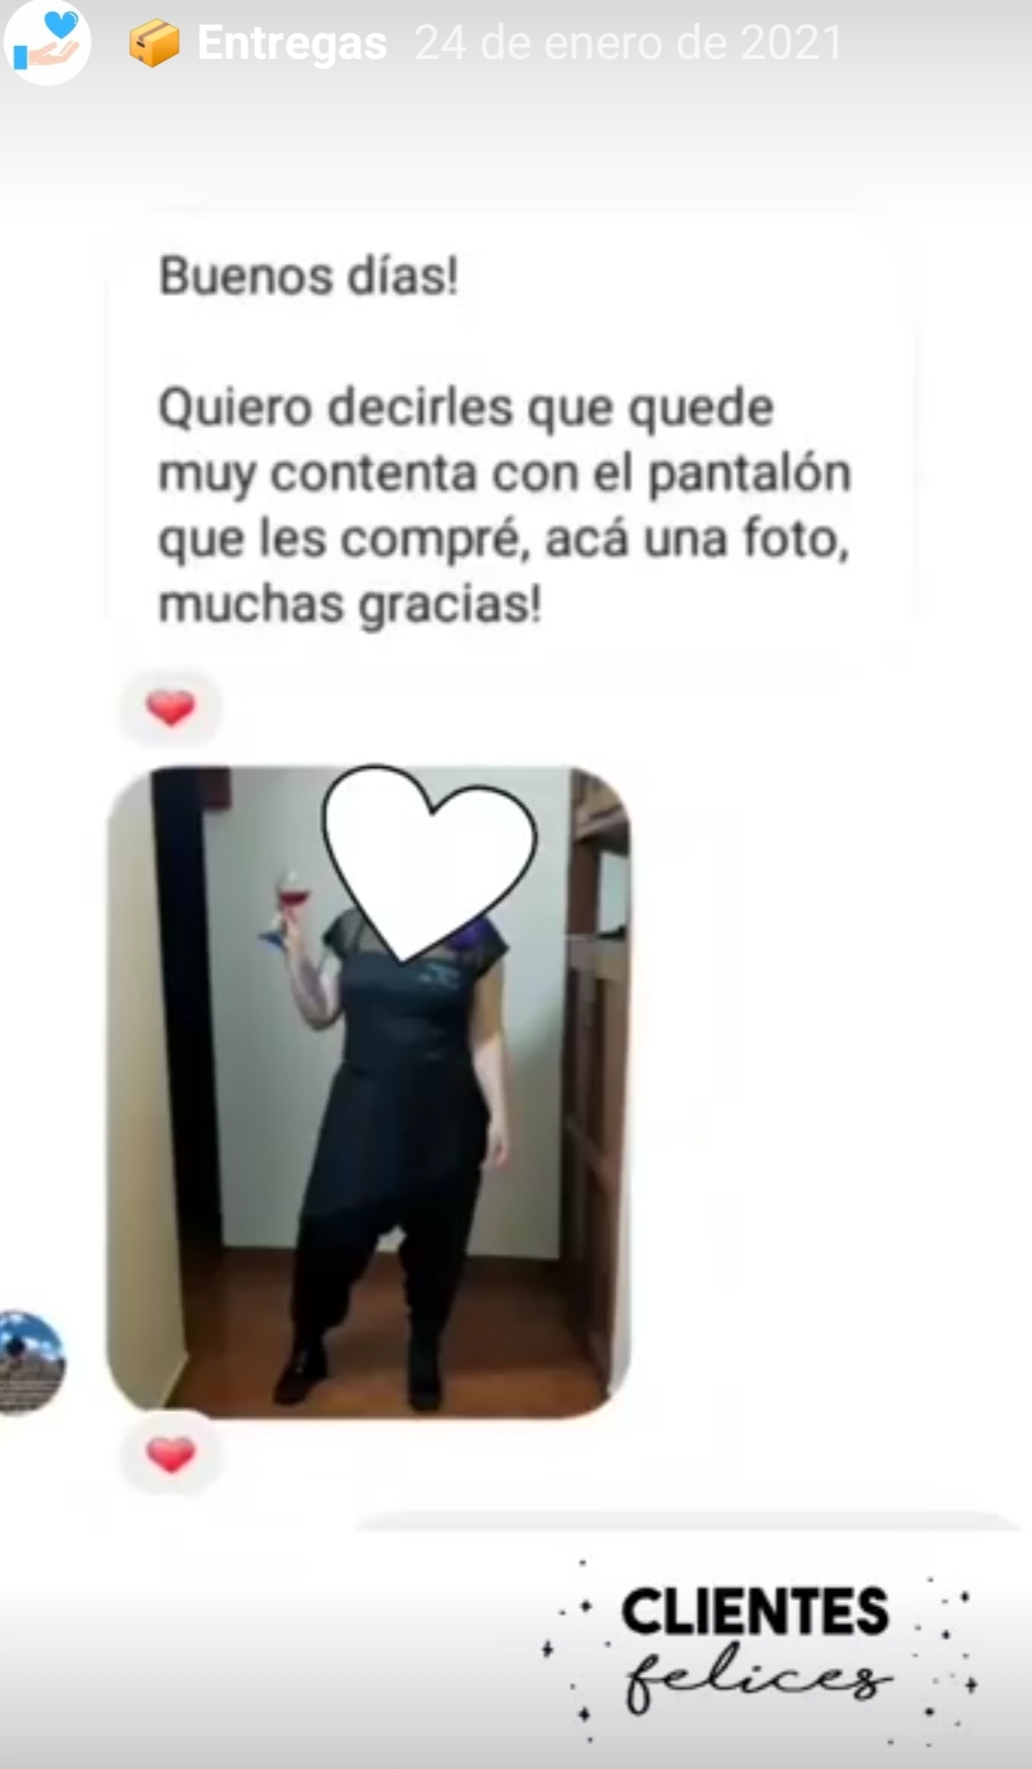 Entregas 24 de enero de 2021
Buenos días!
Quiero decirles que quede
muy contenta con el pantalón
que les compré, acá una foto,
muchas gracias!
CLIENTES
felices